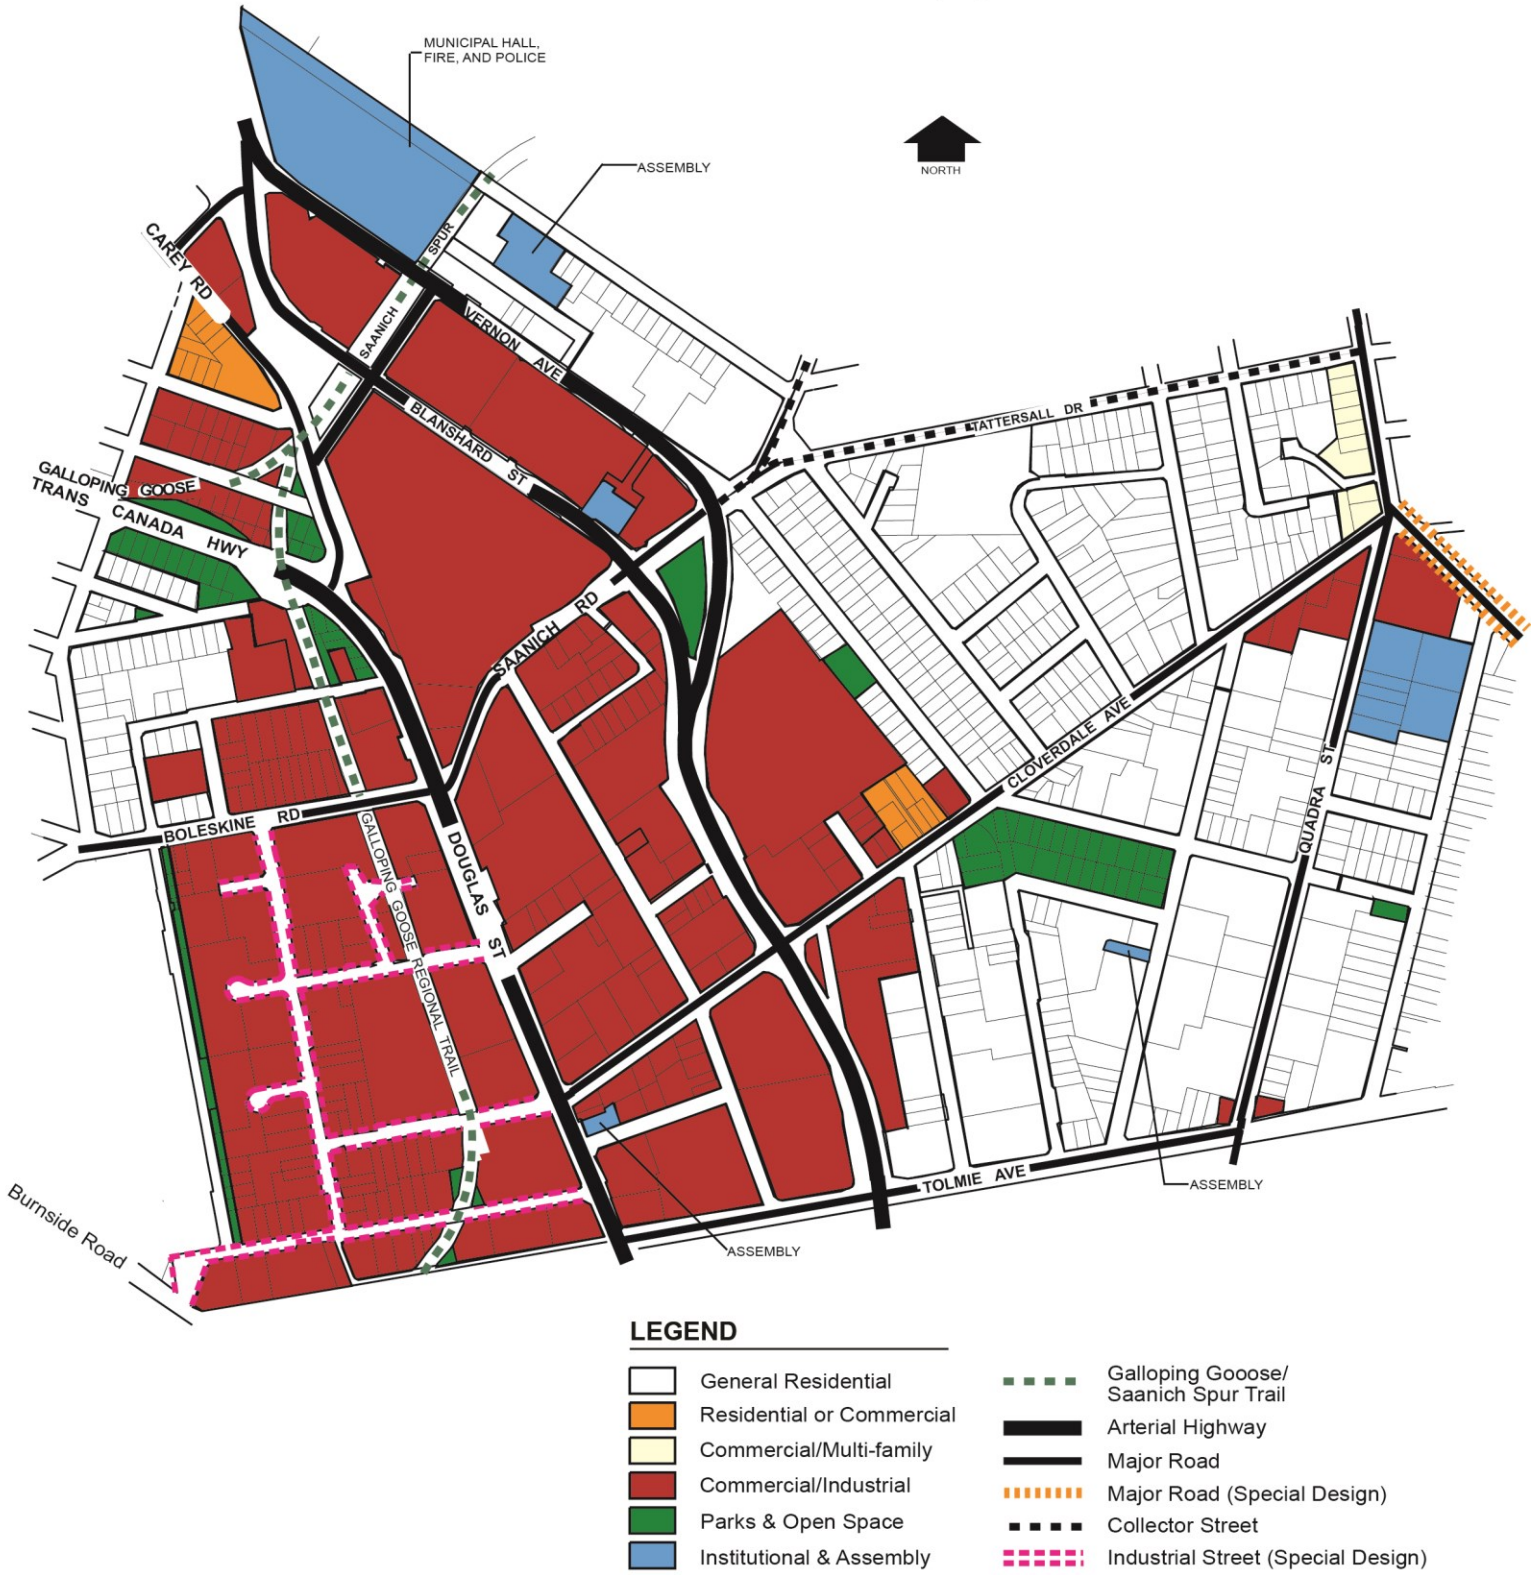 MUNICIPAL HALL,
FIRE, AND POLICE
ASSEMBLY
NORTH
CAREY RD
SPUR
SAANICH
VERNON AVE
BLANSHARD ST
TATTERSALL DR
GALLOPING GOOSE
TRANS CANADA HWY
SAANICH RD
CLOVERDALE AVE
QUADRA ST
BOLESKINE RD
GALLOPING GOOSE REGIONAL TRAIL
DOUGLAS ST
TOLMIE AVE
ASSEMBLY
ASSEMBLY
Burnside Road
LEGEND
General Residential
Residential or Commercial
Commercial/Multi-family
Commercial/Industrial
Parks & Open Space
Institutional & Assembly
Galloping Gooose/
Saanich Spur Trail
Arterial Highway
Major Road
Major Road (Special Design)
Collector Street
Industrial Street (Special Design)